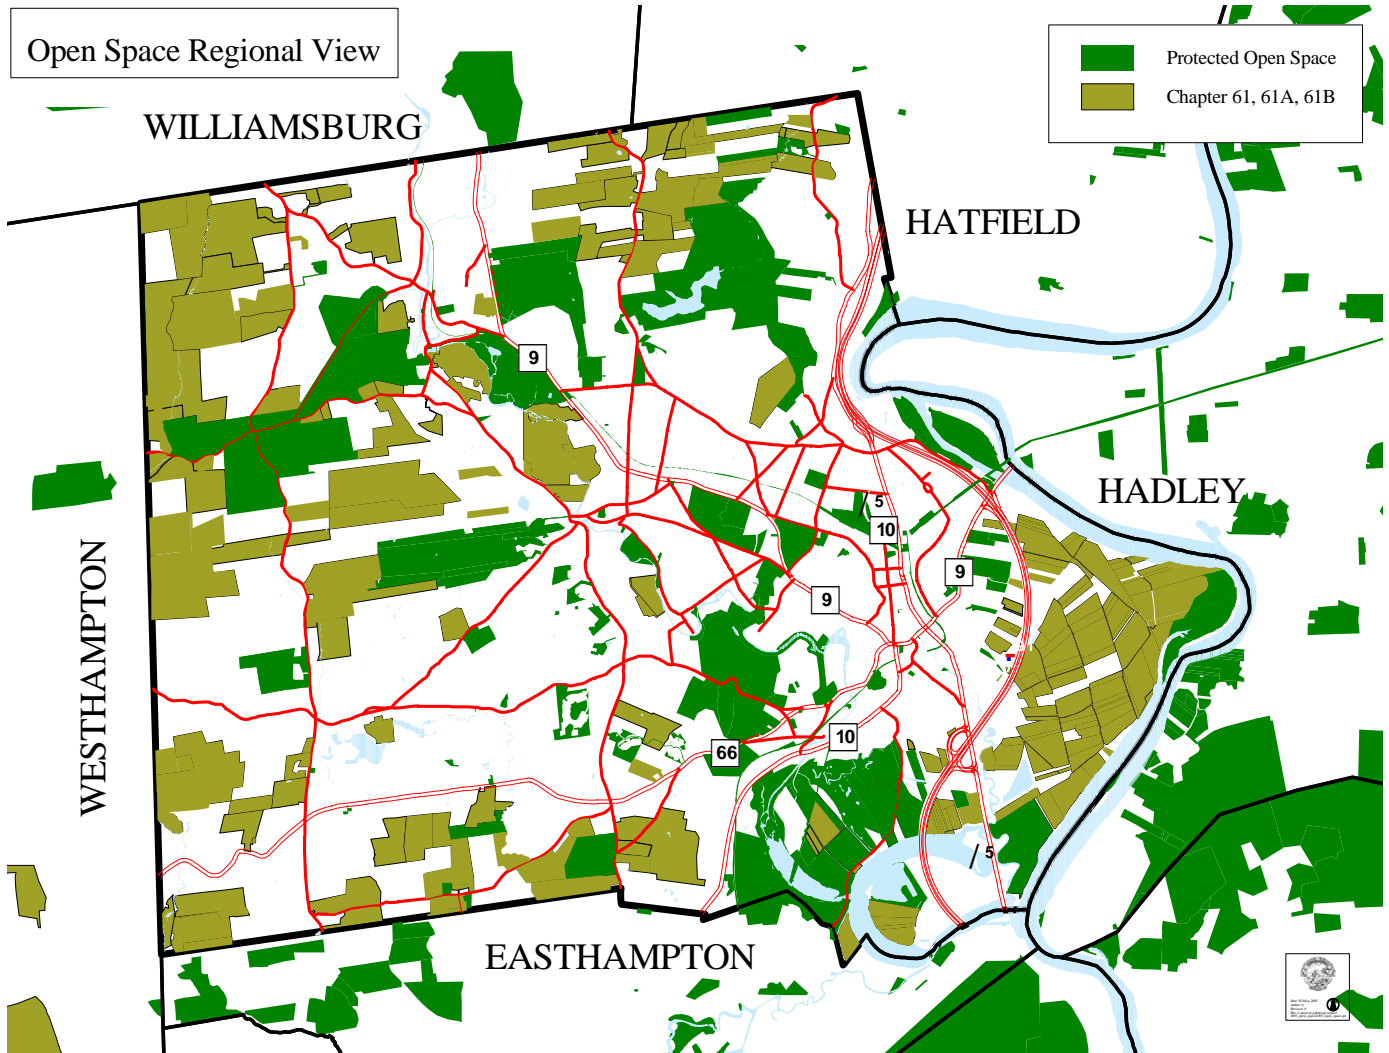 Open Space Regional View
Protected Open Space
Chapter 61, 61A, 61B
WILLIAMSBURG
HATFIELD
HADLEY
WESTHAMPTON
EASTHAMPTON
9
5
10
9
9
66
10
5